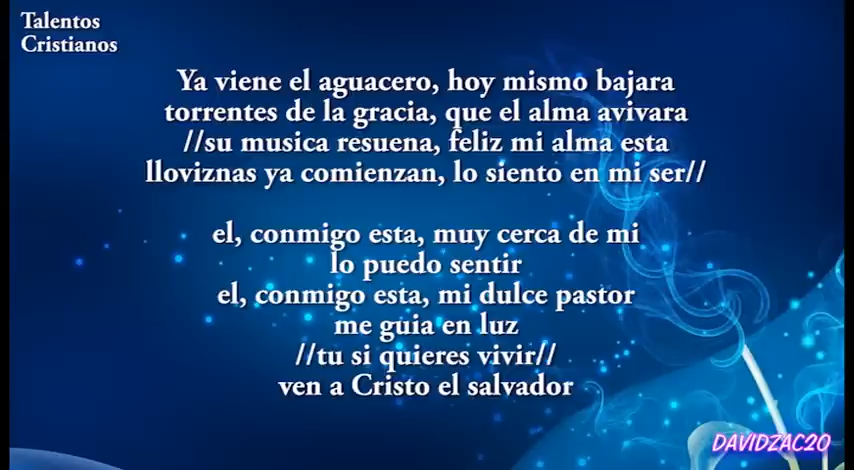 Talentos
Cristianos
Ya viene el aguacero, hoy mismo bajara
torrentes de la gracia, que el alma avivara
//su musica resuena, feliz mi alma esta
lloviznas ya comienzan, lo siento en mi ser//
el, conmigo esta, muy cerca de mi
lo puedo sentir
el, conmigo esta, mi dulce pastor
me guia en luz
//tu si quieres vivir//
ven a Cristo el salvador
DAVIDZAC20